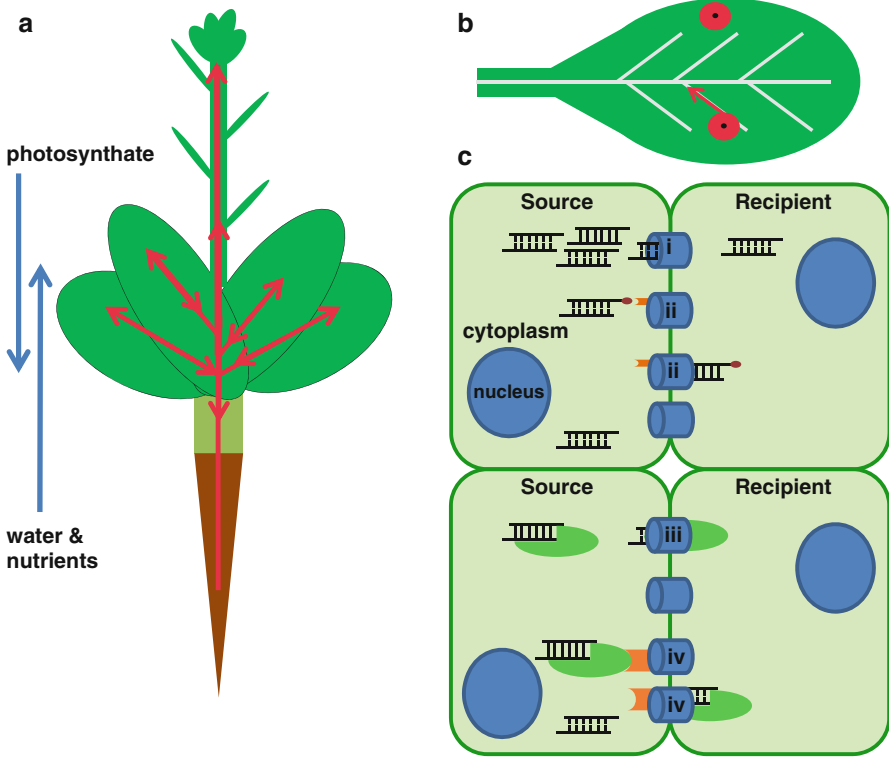 a
photosynthate
water &
nutrients
b
c
Source
Recipient
i
ii
cytoplasm
ii
nucleus
Source
Recipient
iii
iv
iv